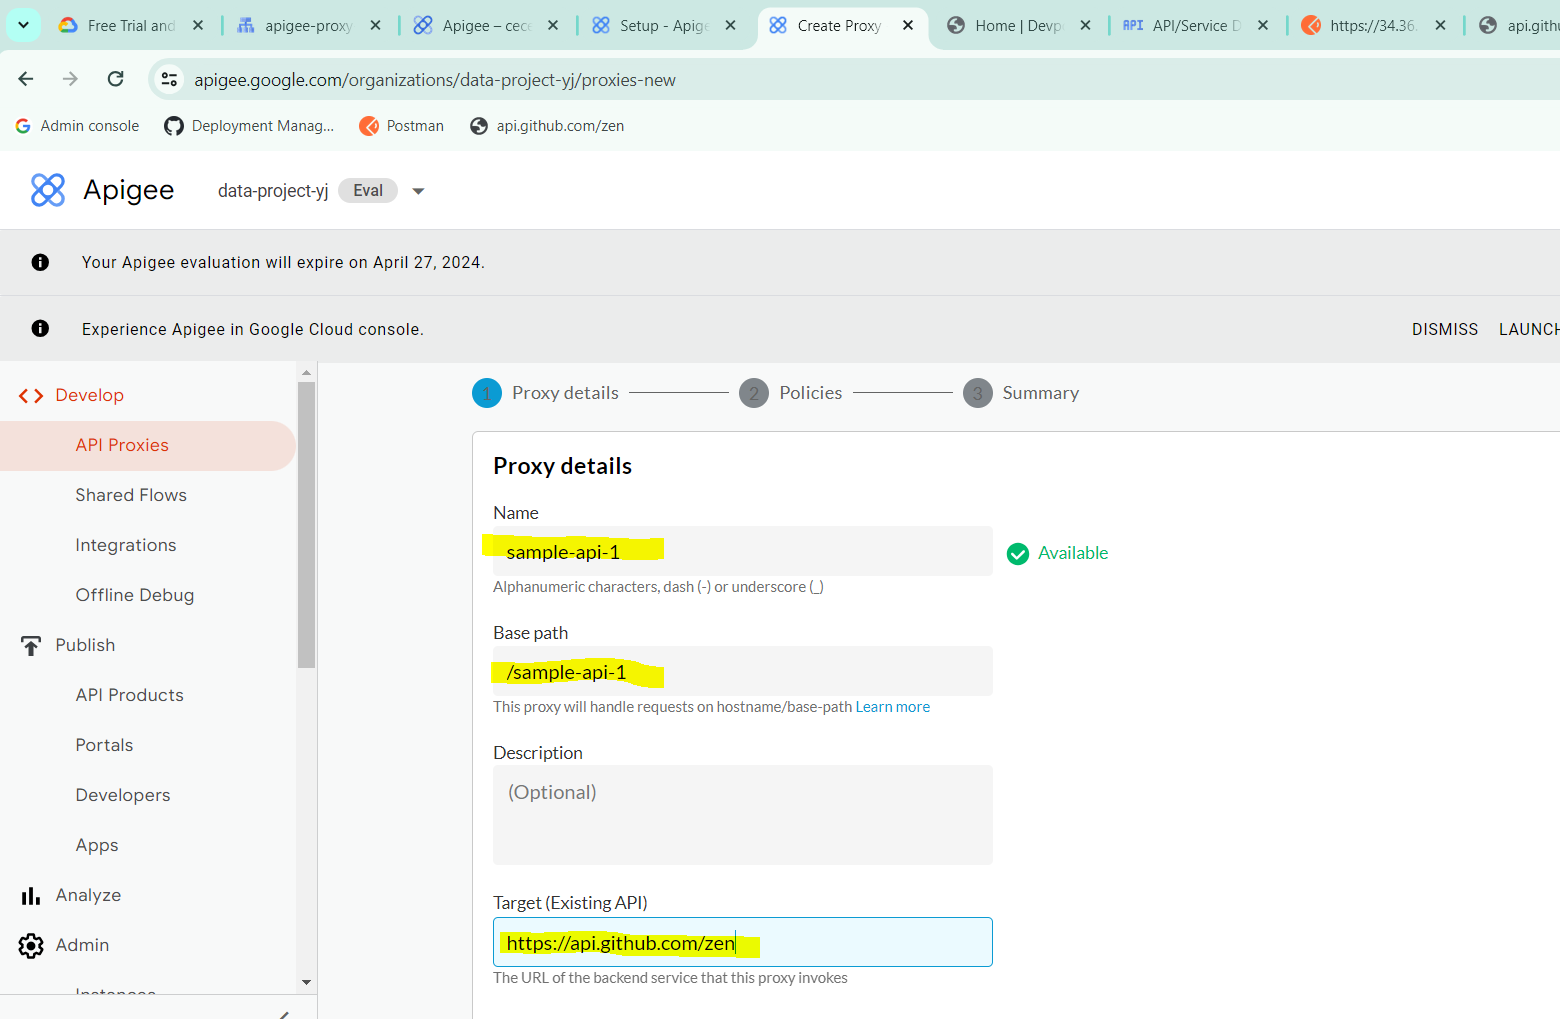 Free Trial and
apigee-proxy
Apigee – cece
Setup - Apige
Create Proxy
Home | Devpo
API API/Service D
https://34.36.
api.githu
apigee.google.com/organizations/data-project-yj/proxies-new
Admin console
Deployment Manag...
Postman
api.github.com/zen
Apigee
data-project-yj
Eval
Your Apigee evaluation will expire on April 27, 2024.
Experience Apigee in Google Cloud console.
DISMISS
LAUNCH
Develop
API Proxies
Shared Flows
Integrations
Offline Debug
Publish
API Products
Portals
Developers
Apps
Analyze
Admin
Instances
1 Proxy details
2 Policies
3 Summary
Proxy details
Name
sample-api-1
Available
Alphanumeric characters, dash (-) or underscore (_)
Base path
/sample-api-1
This proxy will handle requests on hostname/base-path Learn more
Description
(Optional)
Target (Existing API)
https://api.github.com/zen
The URL of the backend service that this proxy invokes